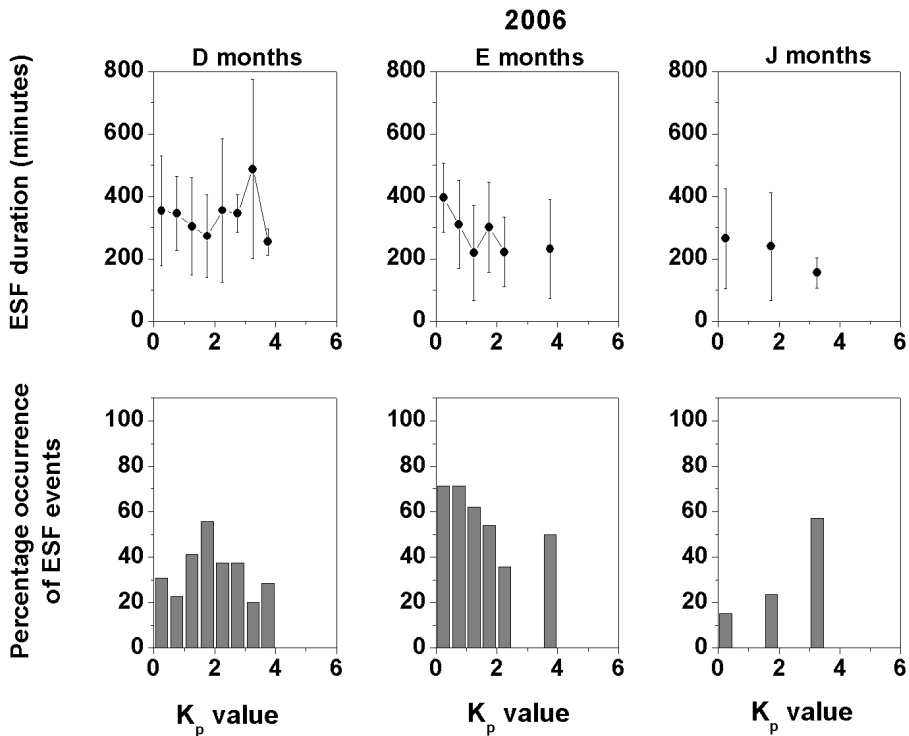 2006
D months
E months
J months
ESF duration (minutes)
800
600
400
200
0
0 2 4 6
800
600
400
200
0
0 2 4 6
800
600
400
200
0
0 2 4 6
Percentage occurrence
of ESF events
100
80
60
40
20
0
0 2 4 6
100
80
60
40
20
0
0 2 4 6
100
80
60
40
20
0
0 2 4 6
Kp value
Kp value
Kp value